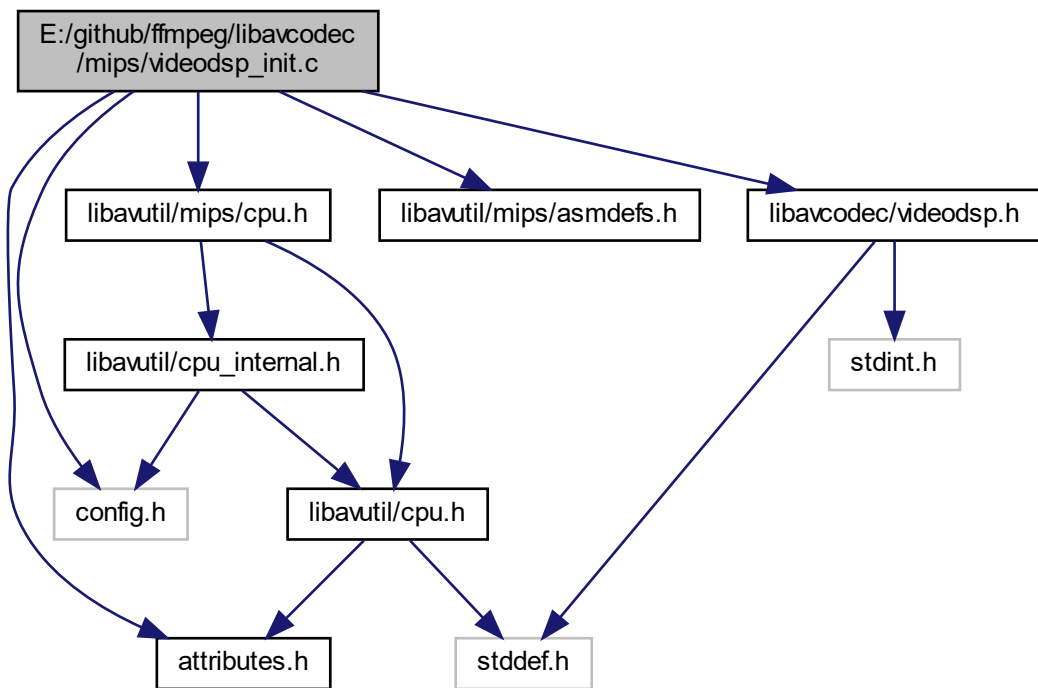 E:/github/ffmpeg/libavcodec
/mips/videodsp_init.c
libavutil/mips/cpu.h
libavutil/mips/asmdefs.h
libavcodec/videodsp.h
libavutil/cpu_internal.h
stdint.h
config.h
libavutil/cpu.h
attributes.h
stddef.h